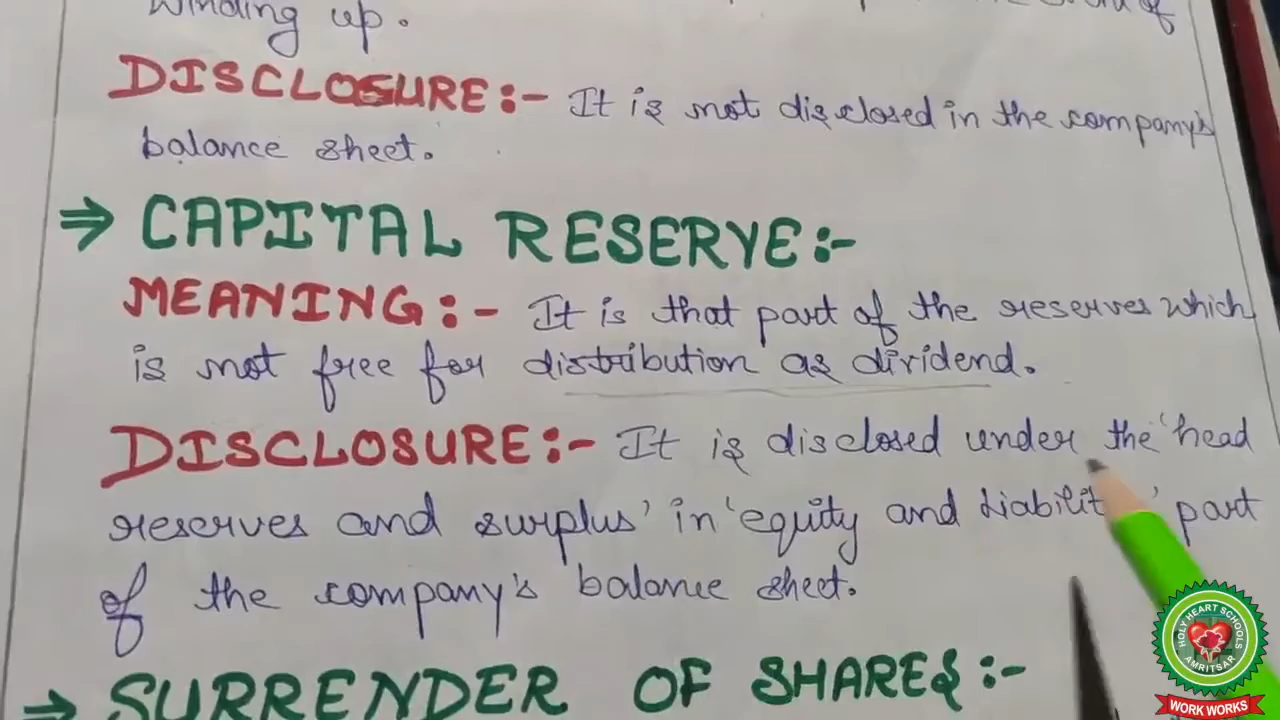 winding up.
of
DISCLOSURE:- It is not disclosed in the company's
balance sheet.
⇒ CAPITAL RESERVE:-
MEANING:- It is that part of the reserves which
is not free for distribution as dividend.
DISCLOSURE:- It is disclosed under the 'head
reserves and surplus' in 'equity and Liabilit ' part
of the company's balance sheet.
⇒ SURRENDER OF SHARES:-
HOLY HEART SCHOOLS
AMRITSAR
WORK WORKS